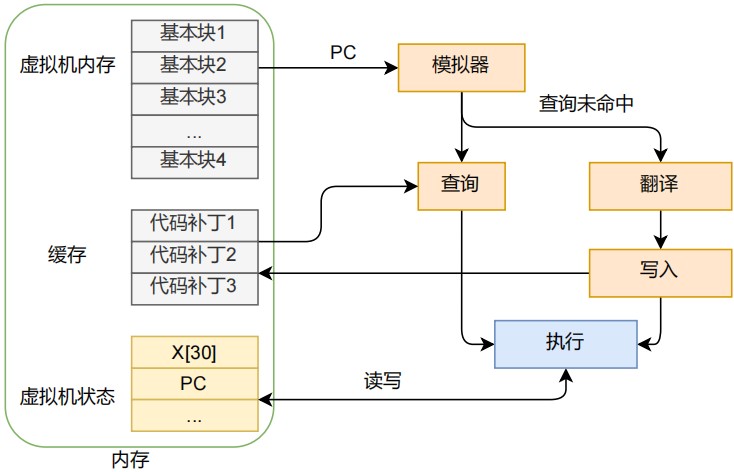 虚拟机内存
基本块1
基本块2
基本块3
...
基本块4
PC
模拟器
查询未命中
查询
翻译
缓存
代码补丁1
代码补丁2
代码补丁3
写入
执行
虚拟机状态
X[30]
PC
...
读写
内存